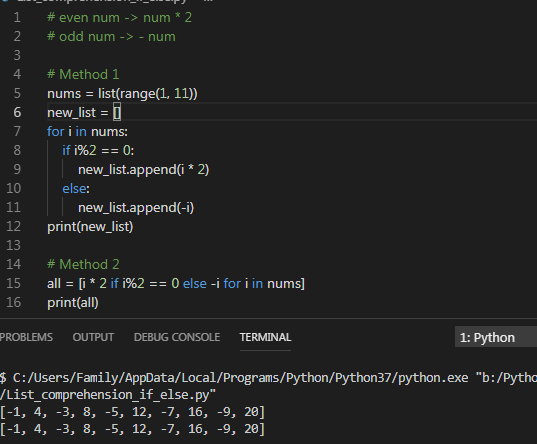 1 # even num -> num * 2
2 # odd num -> - num
3
4 # Method 1
5 nums = list(range(1, 11))
6 new_list = []
7 for i in nums:
8     if i%2 == 0:
9         new_list.append(i * 2)
10     else:
11         new_list.append(-i)
12 print(new_list)
13
14 # Method 2
15 all = [i * 2 if i%2 == 0 else -i for i in nums]
16 print(all)
PROBLEMS OUTPUT DEBUG CONSOLE TERMINAL 1: Python
$ C:/Users/Family/AppData/Local/Programs/Python/Python37/python.exe "b:/Pytho
/List_comprehension_if_else.py"
[-1, 4, -3, 8, -5, 12, -7, 16, -9, 20]
[-1, 4, -3, 8, -5, 12, -7, 16, -9, 20]